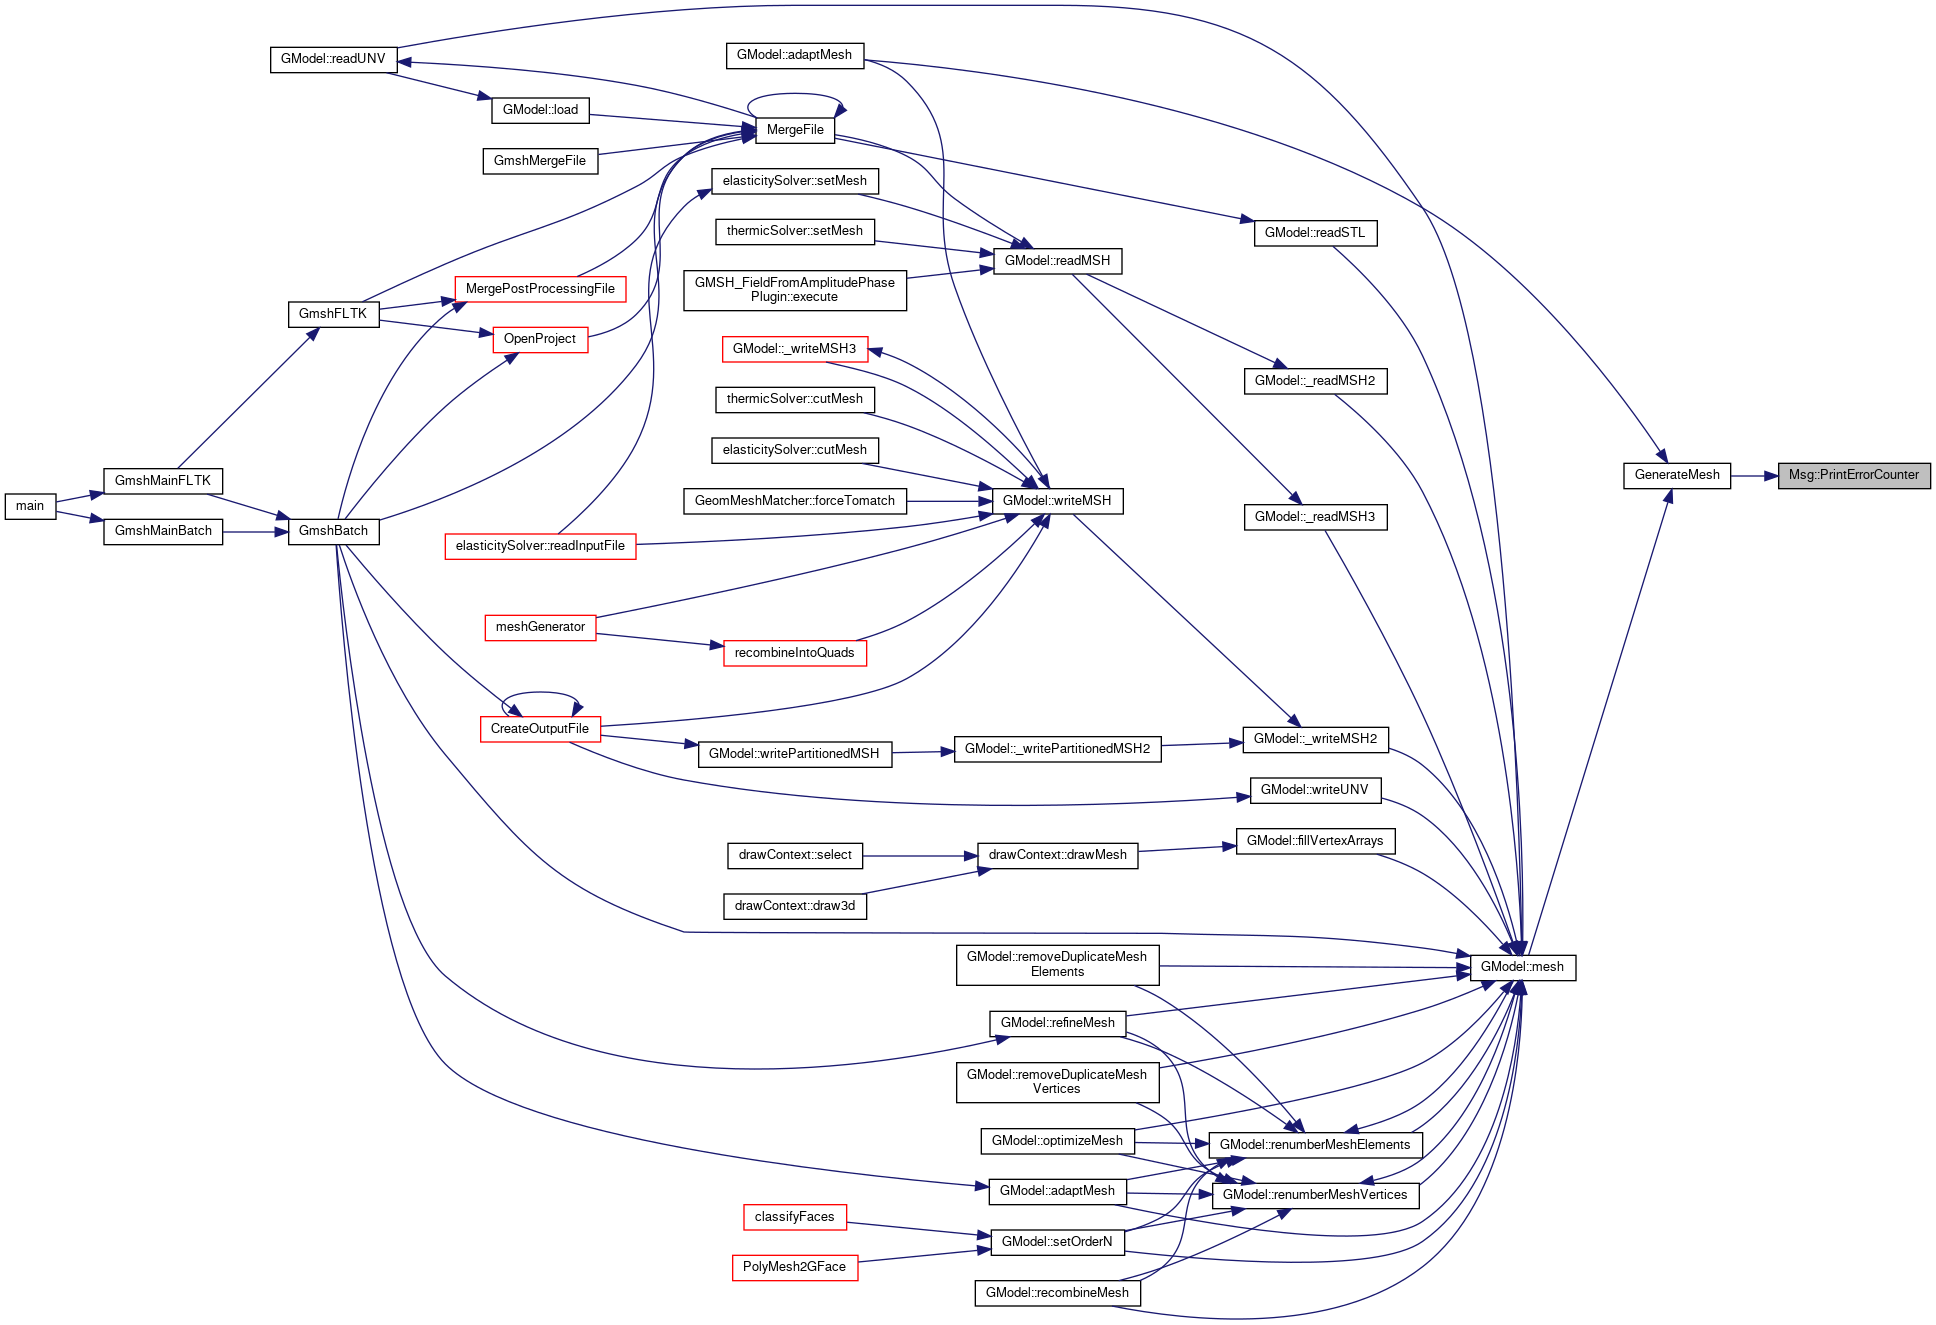 GModel::readUNV
GModel::adaptMesh
GModel::load
MergeFile
GmshMergeFile
elasticitySolver::setMesh
thermicSolver::setMesh
GModel::readSTL
GModel::readMSH
GMSH_FieldFromAmplitudePhase
Plugin::execute
MergePostProcessingFile
GmshFLTK
OpenProject
GModel::_writeMSH3
GModel::_readMSH2
thermicSolver::cutMesh
elasticitySolver::cutMesh
GmshMainFLTK
GenerateMesh
Msg::PrintErrorCounter
main
GeomMeshMatcher::forceTomatch
GModel::writeMSH
GModel::_readMSH3
GmshMainBatch
GmshBatch
elasticitySolver::readInputFile
meshGenerator
recombineIntoQuads
CreateOutputFile
GModel::writePartitionedMSH
GModel::_writePartitionedMSH2
GModel::_writeMSH2
GModel::writeUNV
GModel::fillVertexArrays
drawContext::select
drawContext::drawMesh
drawContext::draw3d
GModel::removeDuplicateMesh
Elements
GModel::mesh
GModel::refineMesh
GModel::removeDuplicateMesh
Vertices
GModel::optimizeMesh
GModel::renumberMeshElements
GModel::adaptMesh
GModel::renumberMeshVertices
classifyFaces
GModel::setOrderN
PolyMesh2GFace
GModel::recombineMesh